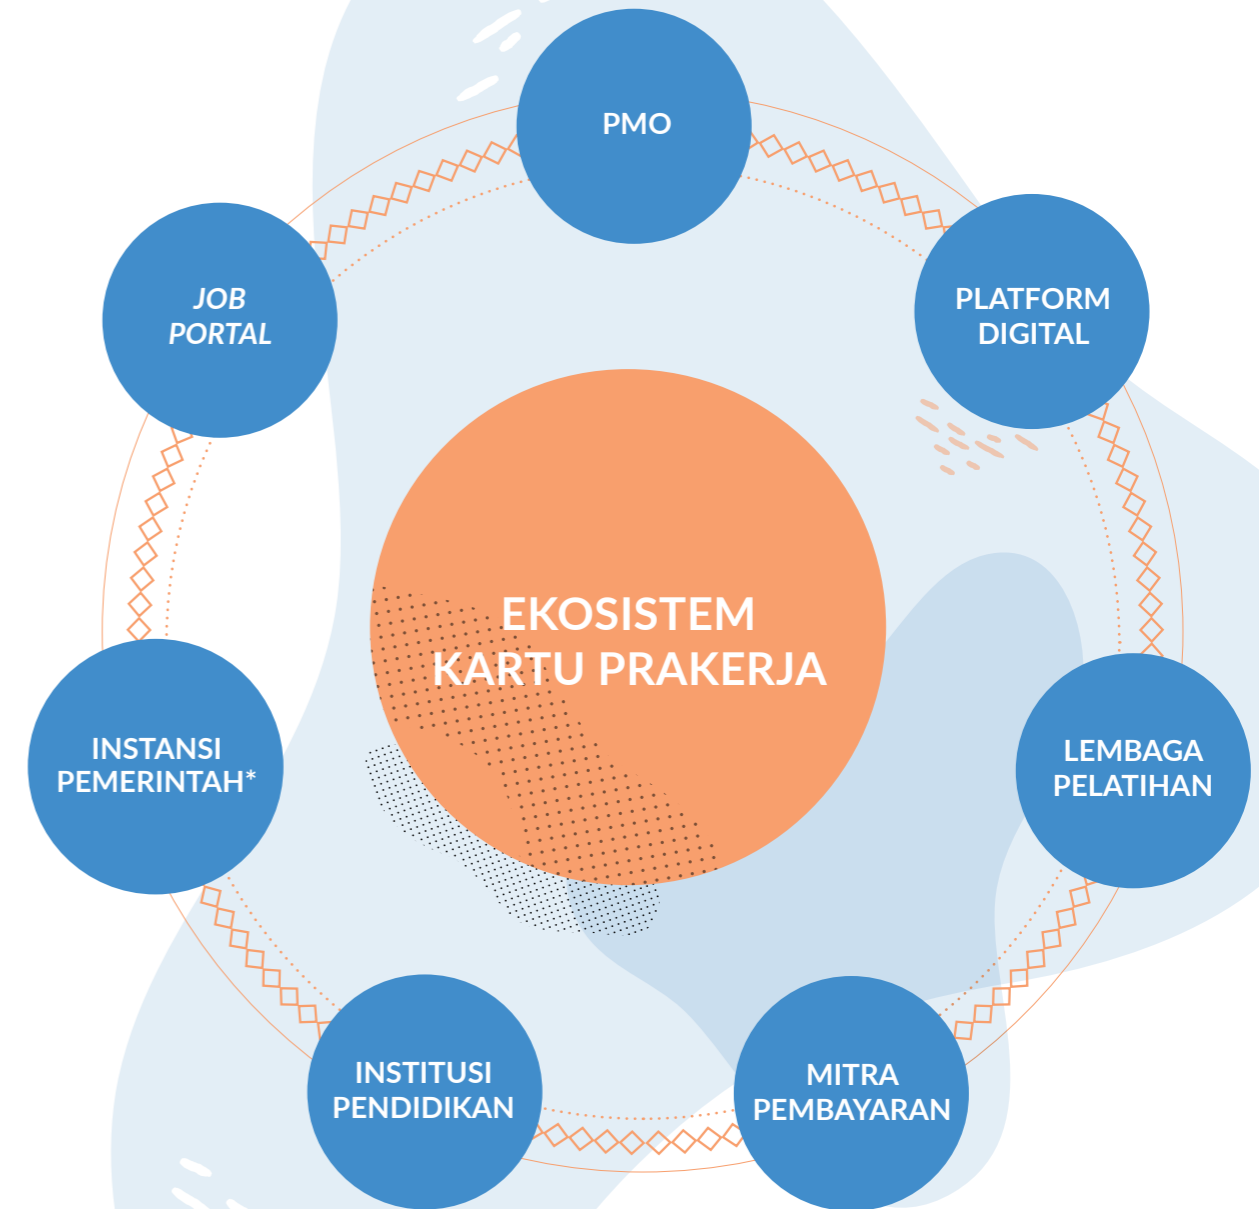 PMO
PLATFORM
DIGITAL
LEMBAGA
PELATIHAN
MITRA
PEMBAYARAN
INSTITUSI
PENDIDIKAN
INSTANSI
PEMERINTAH*
JOB
PORTAL
EKOSISTEM
KARTU PRAKERJA